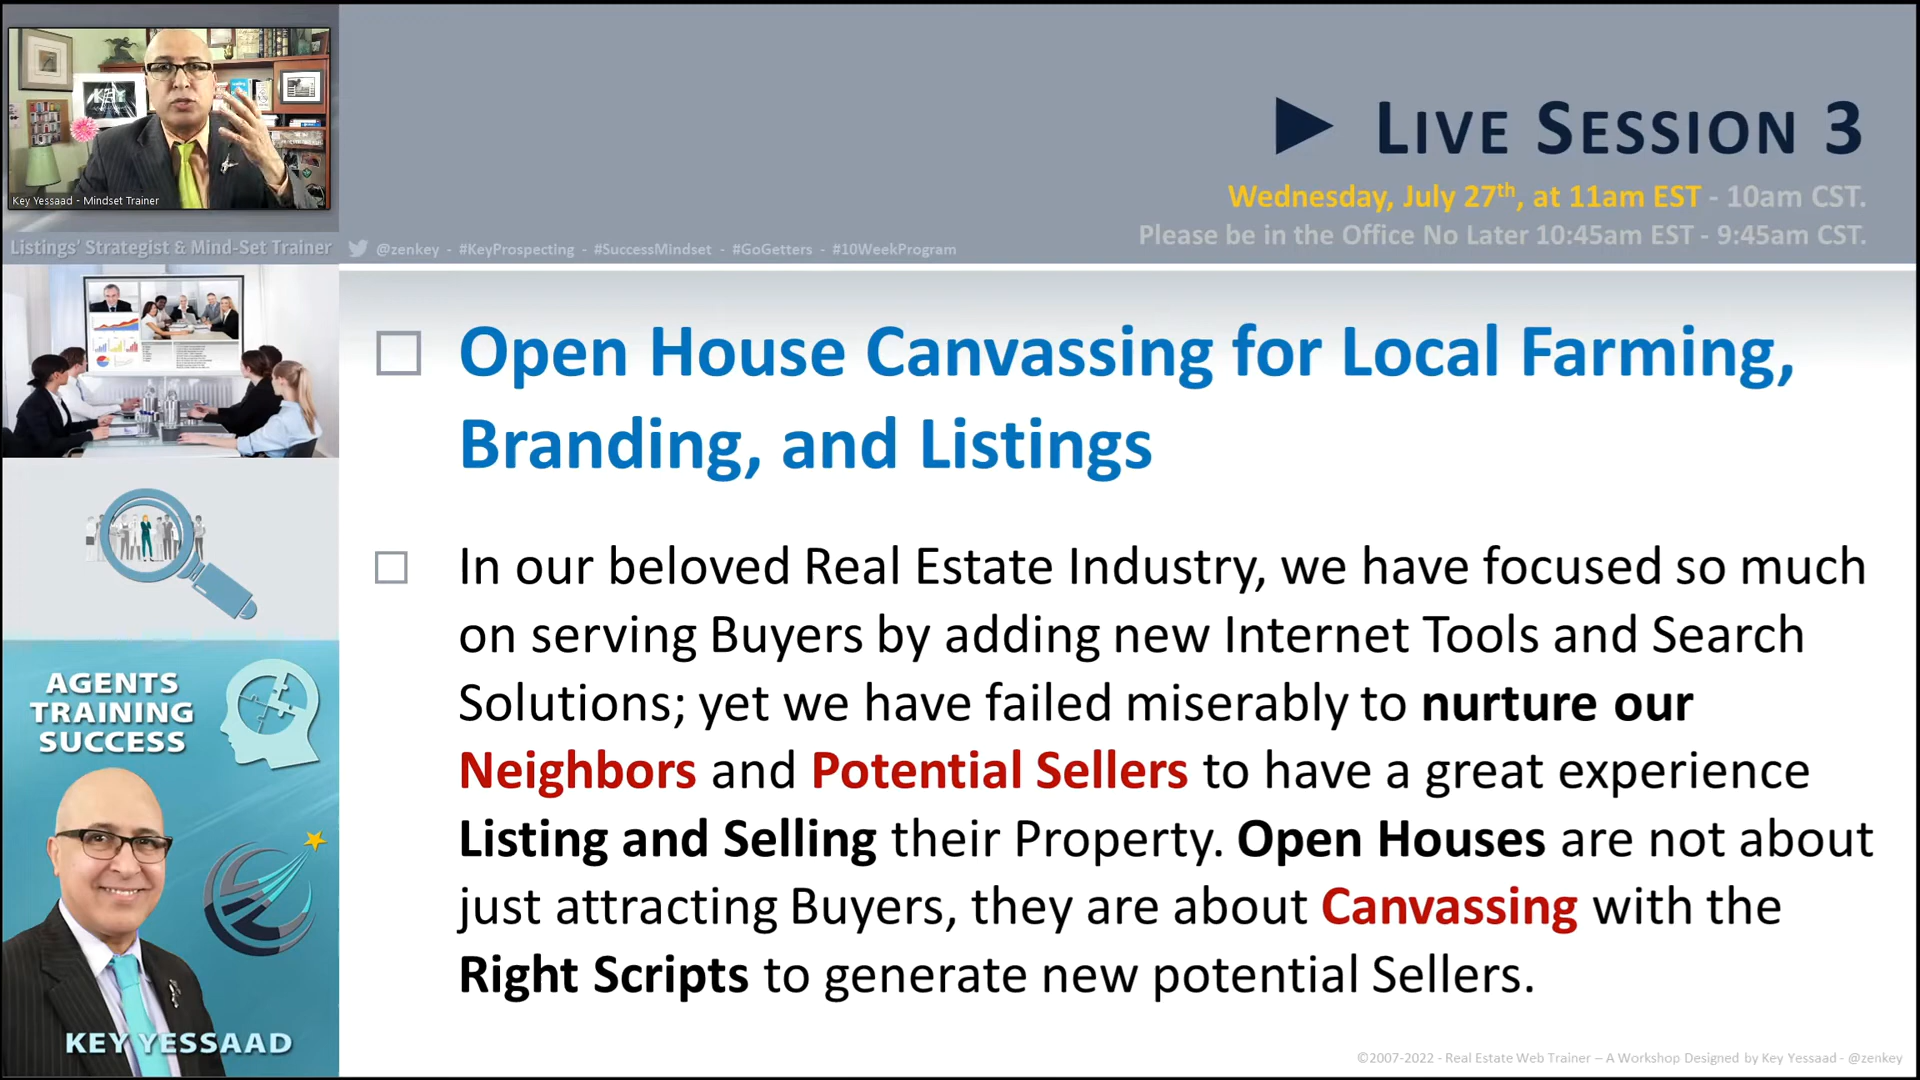 KEY
Key Yessaad - Mindset Trainer
► LIVE SESSION 3
Wednesday, July 27th, at 11am EST - 10am CST.
Please be in the Office No Later 10:45am EST - 9:45am CST.
Listings' Strategist & Mind-Set Trainer
@zenkey - #KeyProspecting - #SuccessMindset - #GoGetters - #10WeekProgram
Open House Canvassing for Local Farming,
Branding, and Listings
In our beloved Real Estate Industry, we have focused so much
on serving Buyers by adding new Internet Tools and Search
Solutions; yet we have failed miserably to nurture our
Neighbors and Potential Sellers to have a great experience
Listing and Selling their Property. Open Houses are not about
just attracting Buyers, they are about Canvassing with the
Right Scripts to generate new potential Sellers.
AGENTS
TRAINING
SUCCESS
KEY YESSAAD
©2007-2022 - Real Estate Web Trainer – A Workshop Designed by Key Yessaad - @zenkey